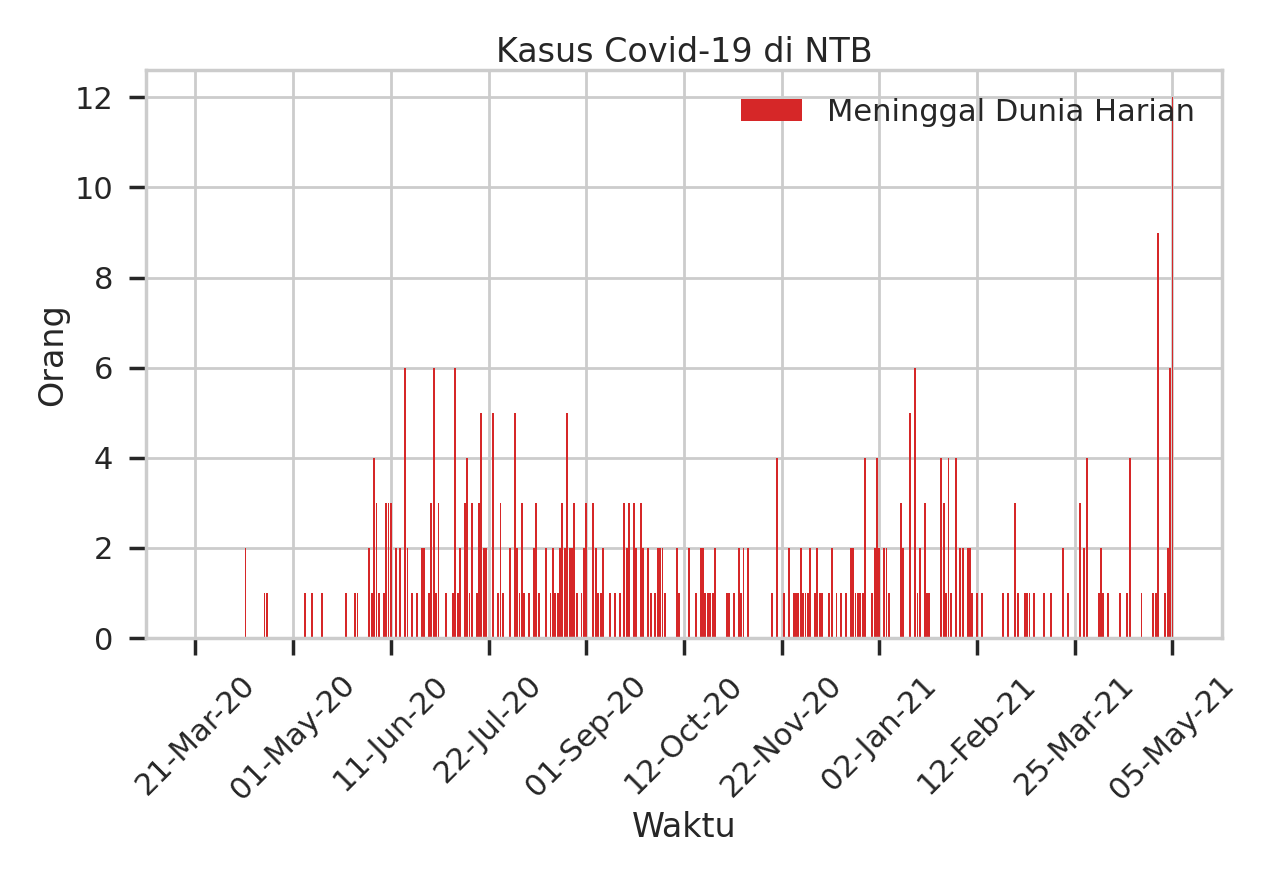 Kasus Covid-19 di NTB
Meninggal Dunia Harian
Orang
12
10
8
6
4
2
0
21-Mar-20
01-May-20
11-Jun-20
22-Jul-20
01-Sep-20
12-Oct-20
22-Nov-20
02-Jan-21
12-Feb-21
25-Mar-21
05-May-21
Waktu